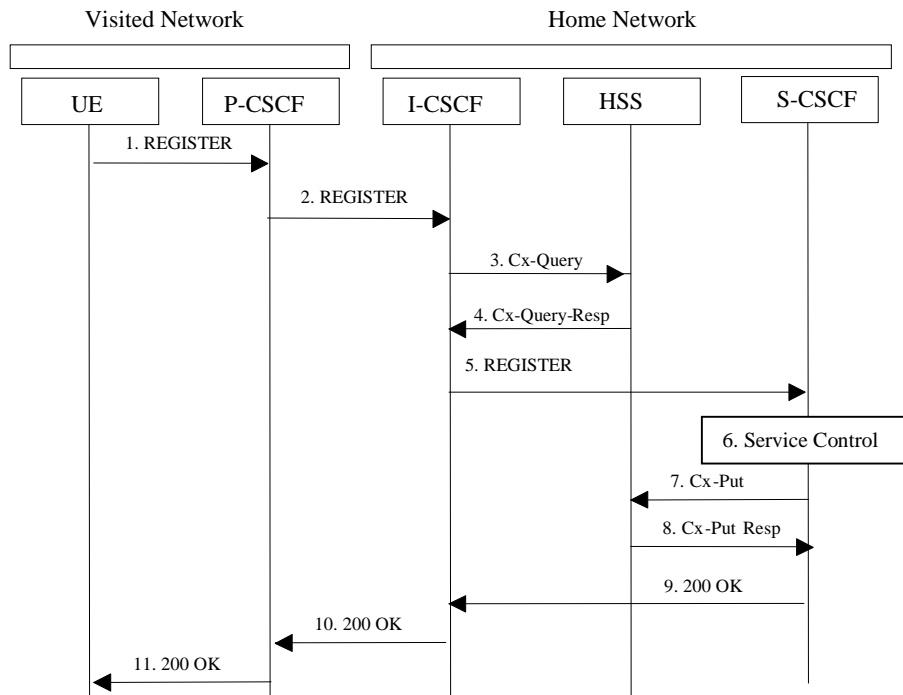 Visited Network
Home Network
UE
P-CSCF
I-CSCF
HSS
S-CSCF
1. REGISTER
2. REGISTER
3. Cx-Query
4. Cx-Query-Resp
5. REGISTER
6. Service Control
7. Cx-Put
8. Cx-Put Resp
9. 200 OK
10. 200 OK
11. 200 OK